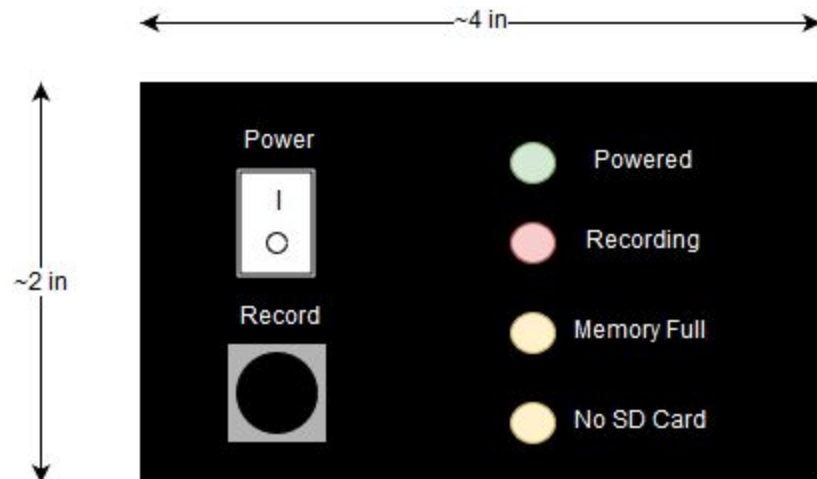 ~4 in
~2 in
Power
I
O
Record
Powered
Recording
Memory Full
No SD Card